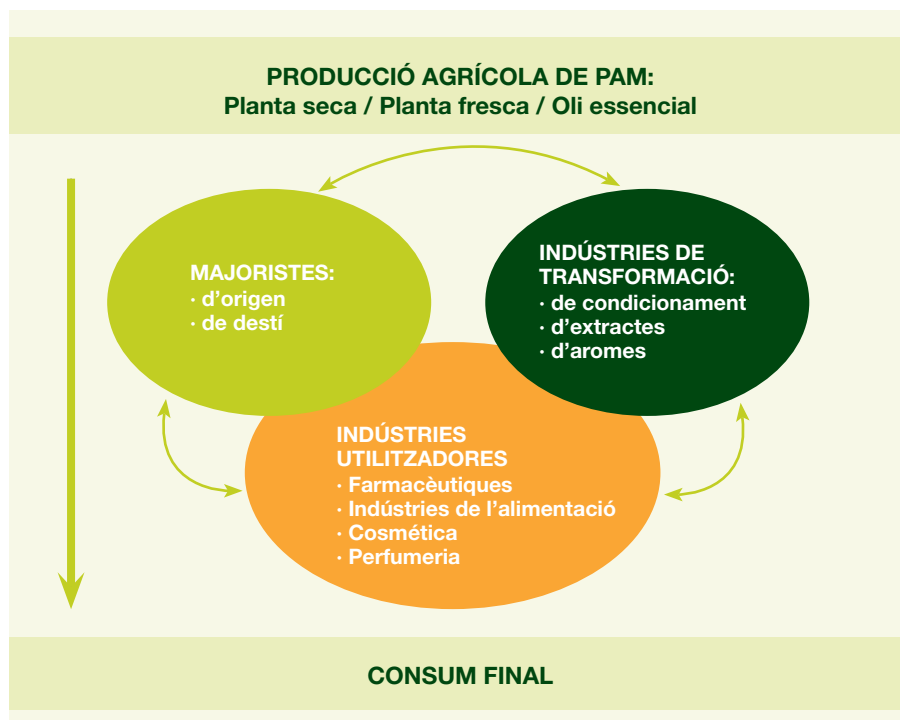 PRODUCCIÓ AGRÍCOLA DE PAM:
Planta seca / Planta fresca / Oli essencial
MAJORISTES:
· d’origen
· de destí
INDÚSTRIES DE
TRANSFORMACIÓ:
· de condicionament
· d’extractes
· d’aromes
INDÚSTRIES
UTILITZADORES
· Farmacèutiques
· Indústries de l’alimentació
· Cosmética
· Perfumeria
CONSUM FINAL